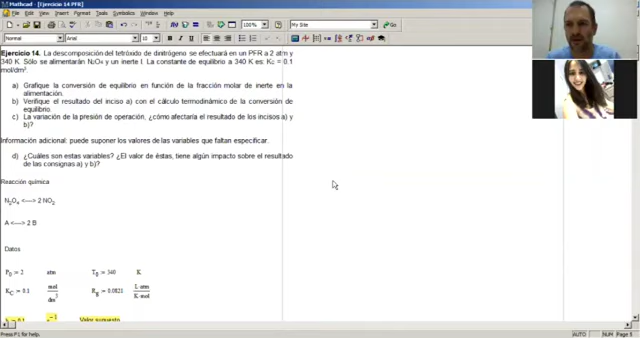 Mathcad - [Ejercicio 14 PFR]
File Edit View Insert Format Tools Symbolics Window Help
100% My Site Go
Normal Arial 10 B I U
Ejercicio 14. La descomposición del tetróxido de dinitrógeno se efectuará en un PFR a 2 atm y
340 K. Sólo se alimentarán N₂O₄ y un inerte I. La constante de equilibrio a 340 K es: Kc = 0.1
mol/dm³.
a) Grafique la conversión de equilibrio en función de la fracción molar de inerte en la
alimentación.
b) Verifique el resultado del inciso a) con el cálculo termodinámico de la conversión de
equilibrio.
c) La variación de la presión de operación, ¿cómo afectaría el resultado de los incisos a) y
b)?
Información adicional: puede suponer los valores de las variables que faltan especificar.
d) ¿Cuáles son estas variables? ¿El valor de éstas, tiene algún impacto sobre el resultado
de las consignas a) y b)?
Reacción química
N₂O₄ <----> 2 NO₂
A <----> 2 B
Datos
P₀ := 2 atm T₀ := 340 K
K_C := 0.1 mol/dm³ R_g := 0.0821 L·atm/K·mol
:= 0.1 Valor supuesto
Press F1 for help. AUTO NUM Page 5